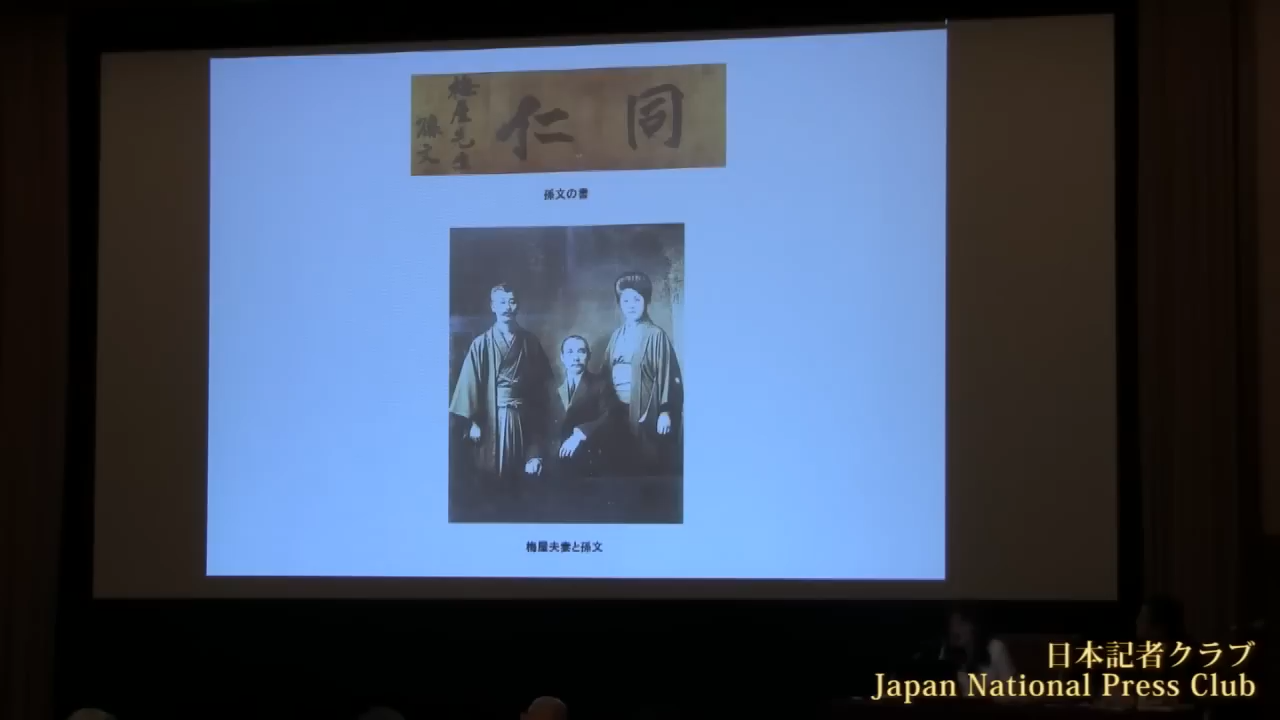 同仁
梅屋先生
孫文
孫文の書
梅屋夫妻と孫文
日本記者クラブ
Japan National Press Club